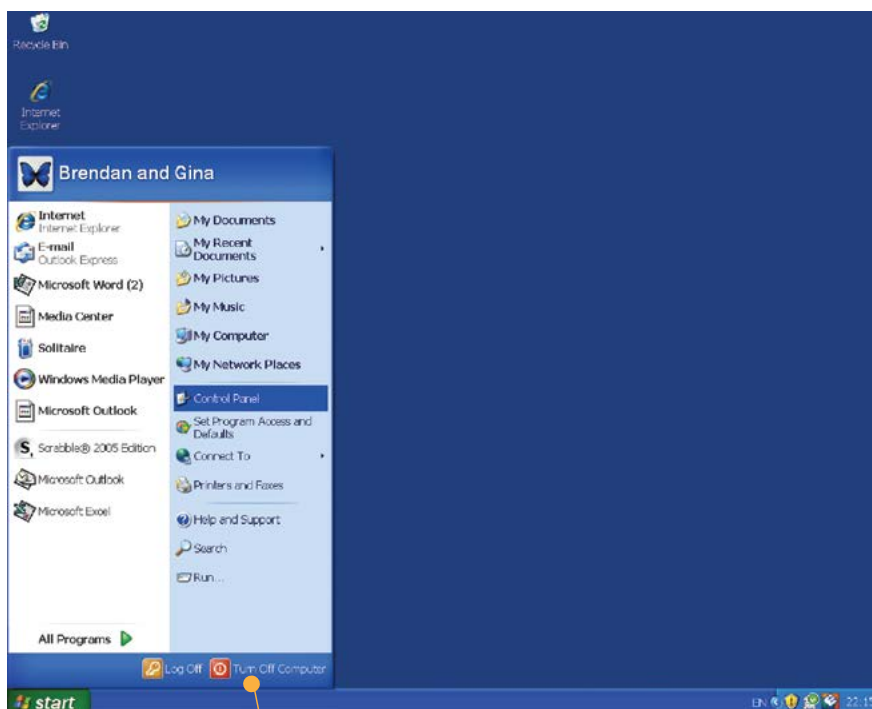 Recycle Bin
Internet
Explorer
Brendan and Gina
Internet
Internet Explorer
E-mail
Outlook Express
Microsoft Word (2)
Media Center
Solitaire
Windows Media Player
Microsoft Outlook
Scrabble® 2005 Edition
Microsoft Outlook
Microsoft Excel
All Programs
My Documents
My Recent
Documents
My Pictures
My Music
My Computer
My Network Places
Control Panel
Set Program Access and
Defaults
Connect To
Printers and Faxes
Help and Support
Search
Run...
Log Off
Turn Off Computer
start
EN